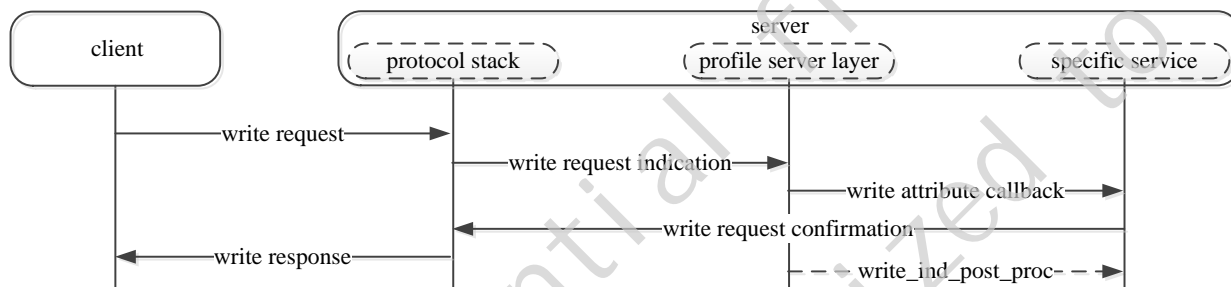 server
client
protocol stack
profile server layer
specific service
write request
write request indication
write attribute callback
write request confirmation
write response
write_ind_post_proc